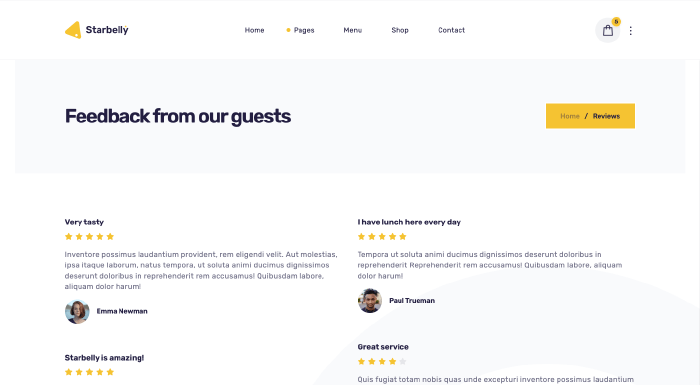 Starbelly
Home
Pages
Menu
Shop
Contact
Feedback from our guests
Home / Reviews
Very tasty
Inventore possimus laudantium provident, rem eligendi velit. Aut molestias,
ipsa itaque laborum, natus tempora, ut soluta animi ducimus dignissimos
deserunt doloribus in reprehenderit rem accusamus! Quibusdam labore,
aliquam dolor harum!
Emma Newman
I have lunch here every day
Tempora ut soluta animi ducimus dignissimos deserunt doloribus in
reprehenderit Reprehenderit rem accusamus! Quibusdam labore, aliquam
dolor harum!
Paul Trueman
Starbelly is amazing!
Great service
Quis fugiat totam nobis quas unde excepturi inventore possimus laudantium